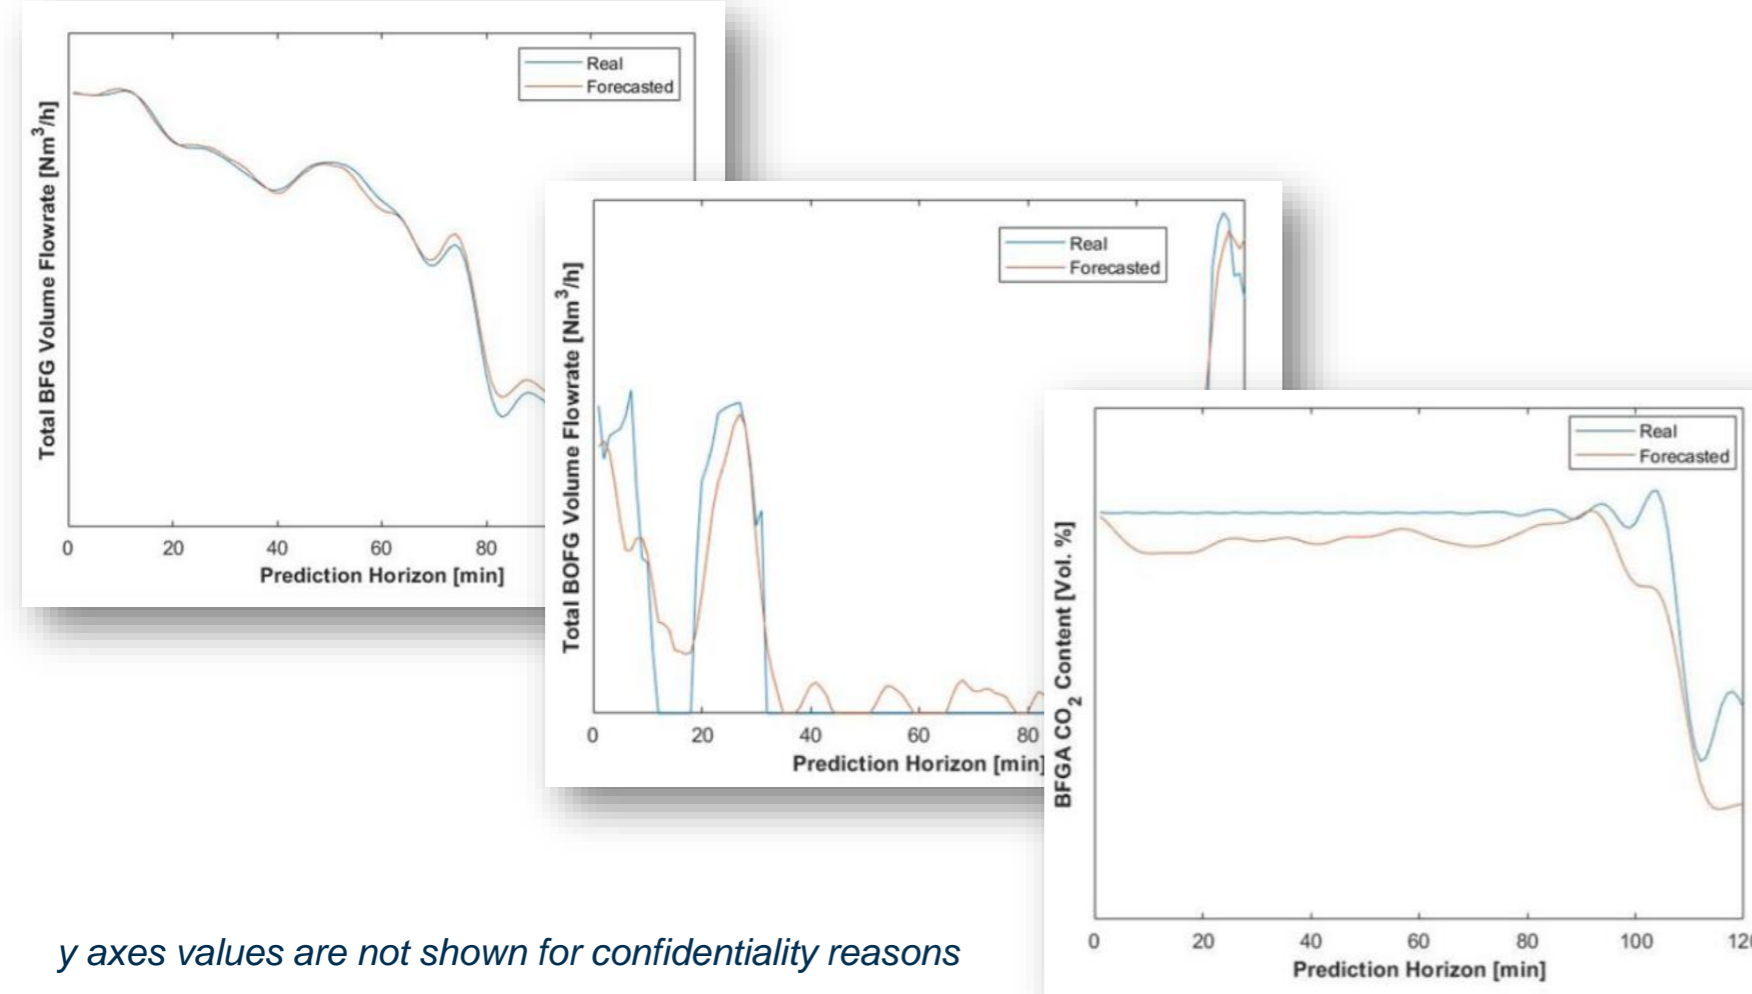 Real
Forecasted
Total BFG Volume Flowrate [Nm3/h]
0 20 40 60 80
Prediction Horizon [min]
Real
Forecasted
Total BOFG Volume Flowrate [Nm3/h]
0 20 40 60 80
Prediction Horizon [min]
Real
Forecasted
BFGA CO2 Content [Vol. %]
0 20 40 60 80 100 120
Prediction Horizon [min]
y axes values are not shown for confidentiality reasons